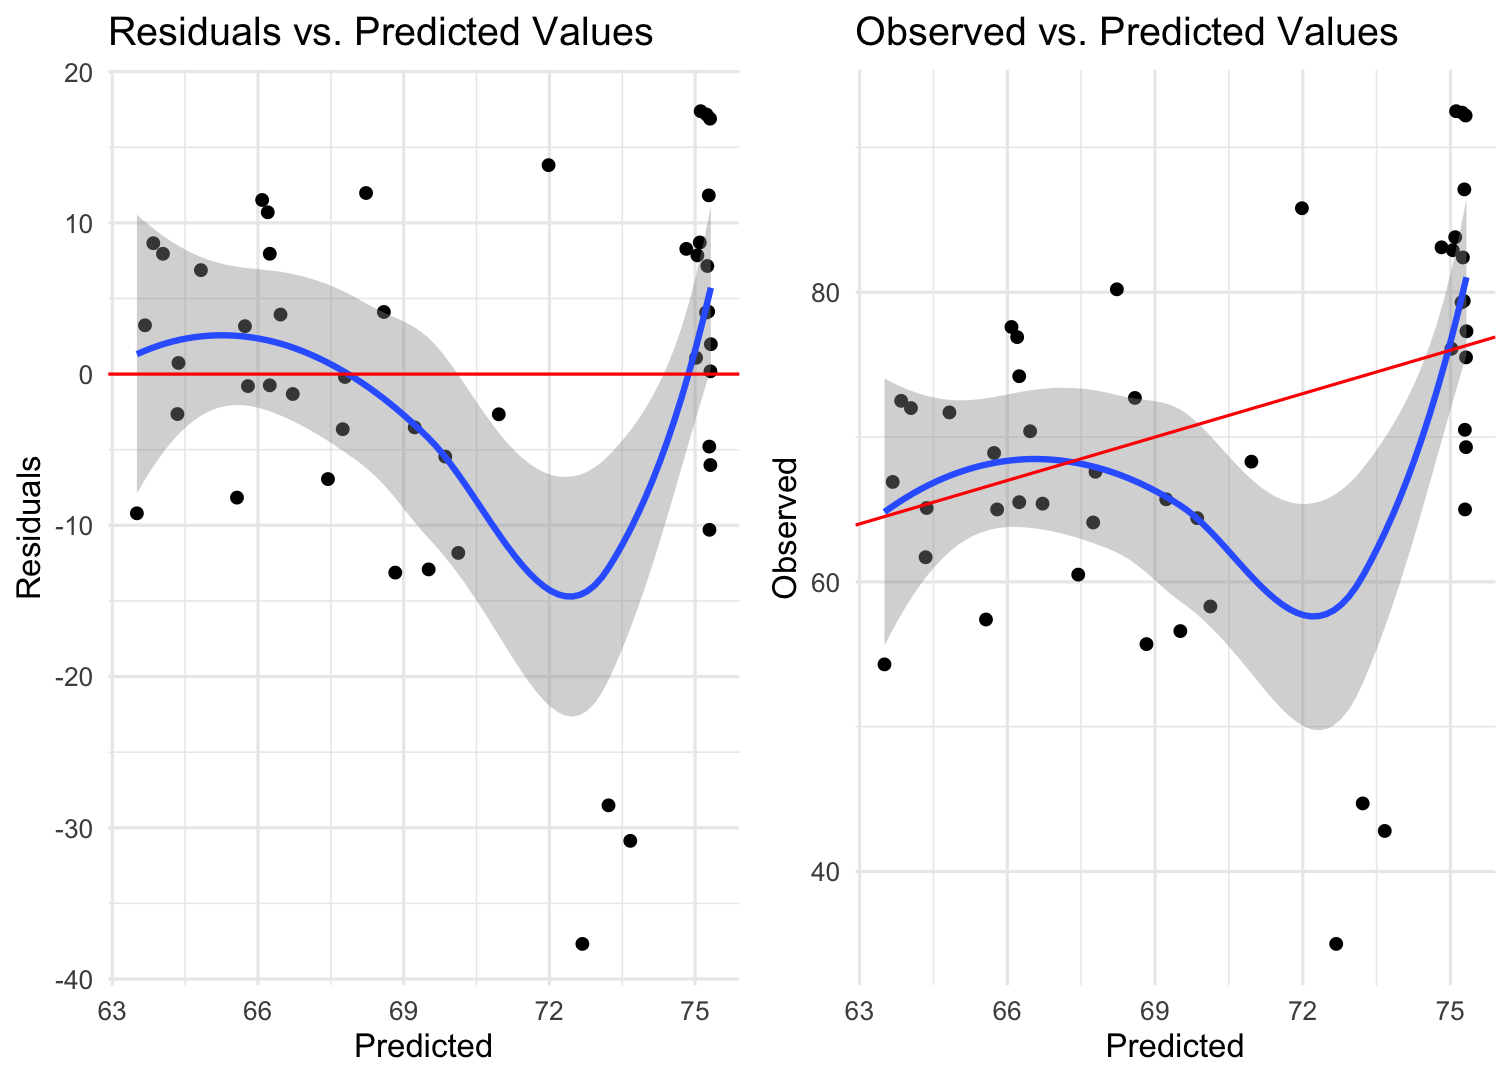 Residuals vs. Predicted Values
20
10
0
-10
-20
-30
-40
Residuals
63 66 69 72 75
Predicted
Observed vs. Predicted Values
80
60
40
Observed
63 66 69 72 75
Predicted